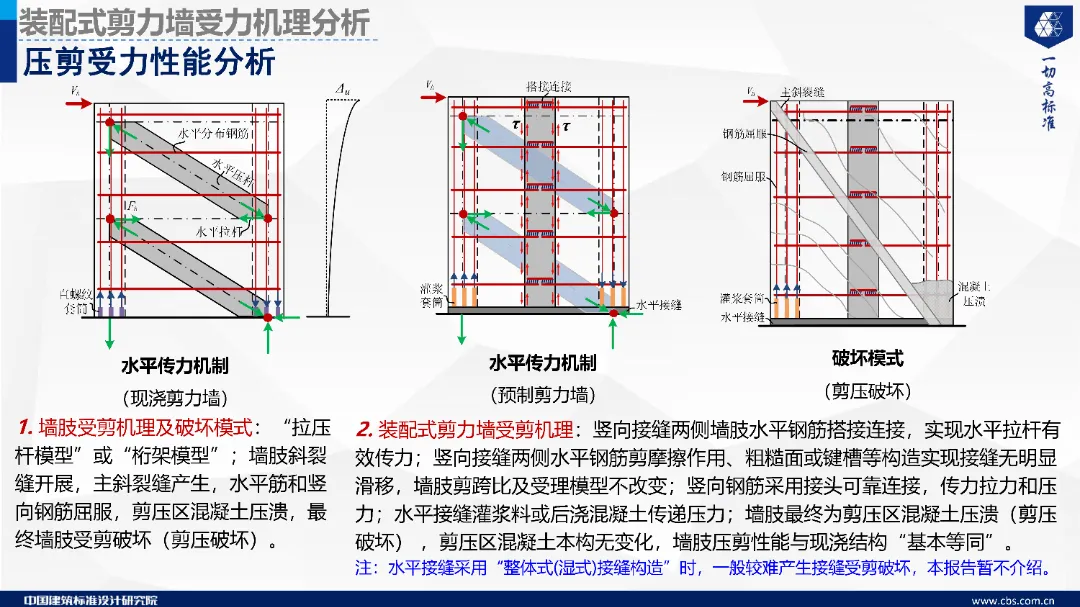 装配式剪力墙受力机理分析
压剪受力性能分析
一切高标准
Vh
水平分布钢筋
水平压杆
Fh
水平拉杆
直螺纹
套筒
Δu
水平传力机制
(现浇剪力墙)
Vh
搭接连接
τ τ
灌浆
套筒
水平接缝
水平传力机制
(预制剪力墙)
Vh
主斜裂缝
钢筋屈服
钢筋屈服
灌浆套筒
水平接缝
混凝土
压溃
破坏模式
(剪压破坏)
1. 墙肢受剪机理及破坏模式：“拉压
杆模型”或“桁架模型”；墙肢斜裂
缝开展，主斜裂缝产生，水平筋和竖
向钢筋屈服，剪压区混凝土压溃，最
终墙肢受剪破坏（剪压破坏）。
2. 装配式剪力墙受剪机理：竖向接缝两侧墙肢水平钢筋搭接连接，实现水平拉杆有
效传力；竖向接缝两侧水平钢筋剪摩擦作用、粗糙面或键槽等构造实现接缝无明显
滑移，墙肢剪跨比及受理模型不改变；竖向钢筋采用接头可靠连接，传力拉力和压
力；水平接缝灌浆料或后浇混凝土传递压力；墙肢最终为剪压区混凝土压溃（剪压
破坏），剪压区混凝土本构无变化，墙肢压剪性能与现浇结构“基本等同”。
注：水平接缝采用“整体式(湿式)接缝构造”时，一般较难产生接缝受剪破坏，本报告暂不介绍。
中国建筑标准设计研究院
www.cbs.com.cn